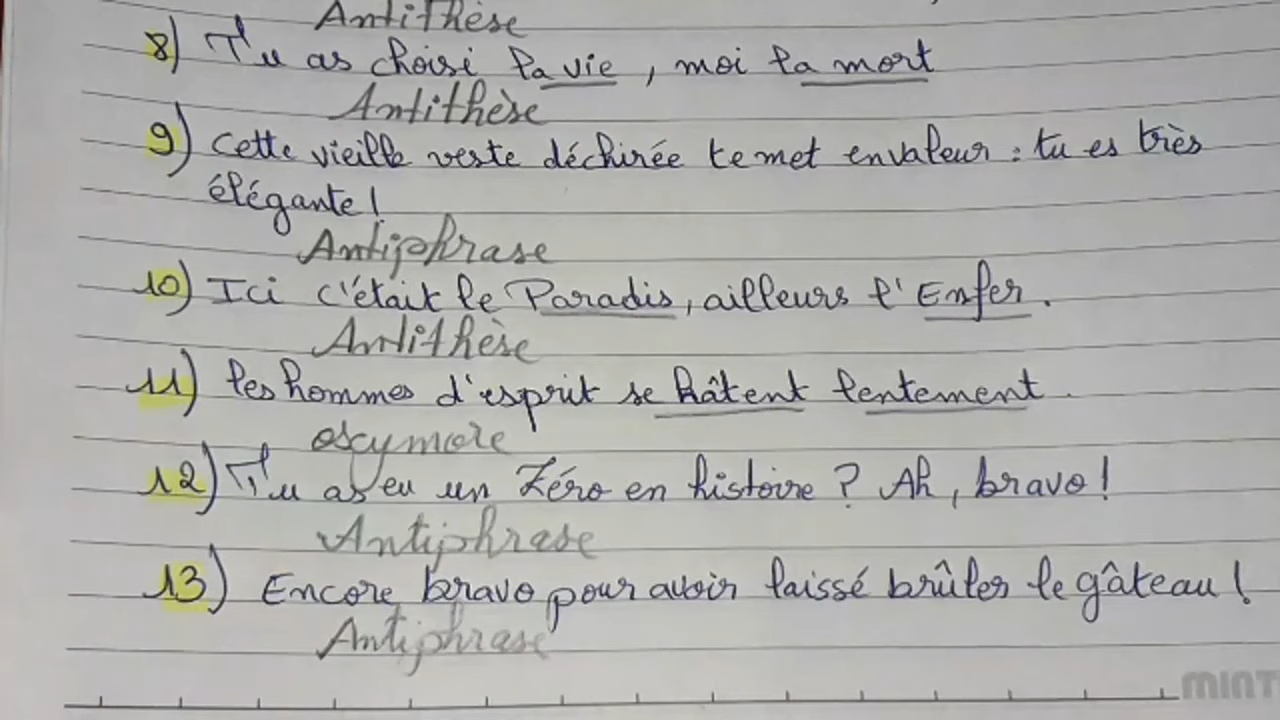 Antithèse
8) Tu as choisi la vie, moi la mort
Antithèse
9) Cette vieille veste déchirée te met en valeur : tu es très
élégante !
Antiphrase
10) Ici c'était le Paradis, ailleurs l'Enfer.
Antithèse
11) les hommes d'esprit se hâtent lentement.
oxymore
12) Tu as eu un Zéro en histoire ? Ah, bravo !
Antiphrase
13) Encore bravo pour avoir laissé brûler le gâteau !
Antiphrase
MINT